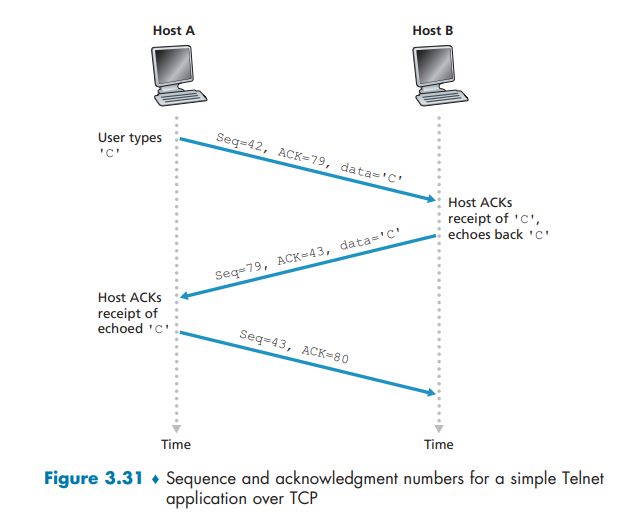 Host A
Host B
User types
'C'
Seq=42, ACK=79, data='C'
Host ACKs
receipt of 'C',
echoes back 'C'
Seq=79, ACK=43, data='C'
Host ACKs
receipt of
echoed 'C'
Seq=43, ACK=80
Time
Time
Figure 3.31 ♦ Sequence and acknowledgment numbers for a simple Telnet
application over TCP